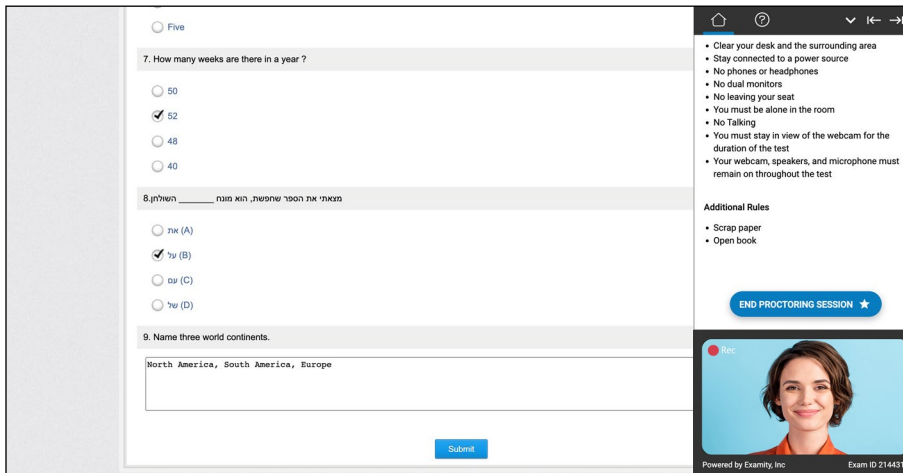 Five
7. How many weeks are there in a year ?
50
52
48
40
8.מצאתי את הספר שחפשת, הוא מונח _______ השולחן
(A) את
(B) על
(C) עם
(D) של
9. Name three world continents.
North America, South America, Europe
Submit
• Clear your desk and the surrounding area
• Stay connected to a power source
• No phones or headphones
• No dual monitors
• No leaving your seat
• You must be alone in the room
• No Talking
• You must stay in view of the webcam for the
duration of the test
• Your webcam, speakers, and microphone must
remain on throughout the test
Additional Rules
• Scrap paper
• Open book
END PROCTORING SESSION
Rec
Powered by Examity, Inc
Exam ID 214431